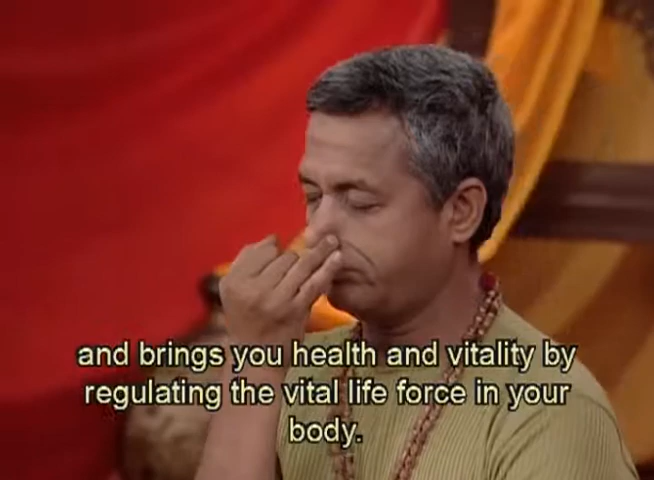 and brings you health and vitality by
regulating the vital life force in your
body.